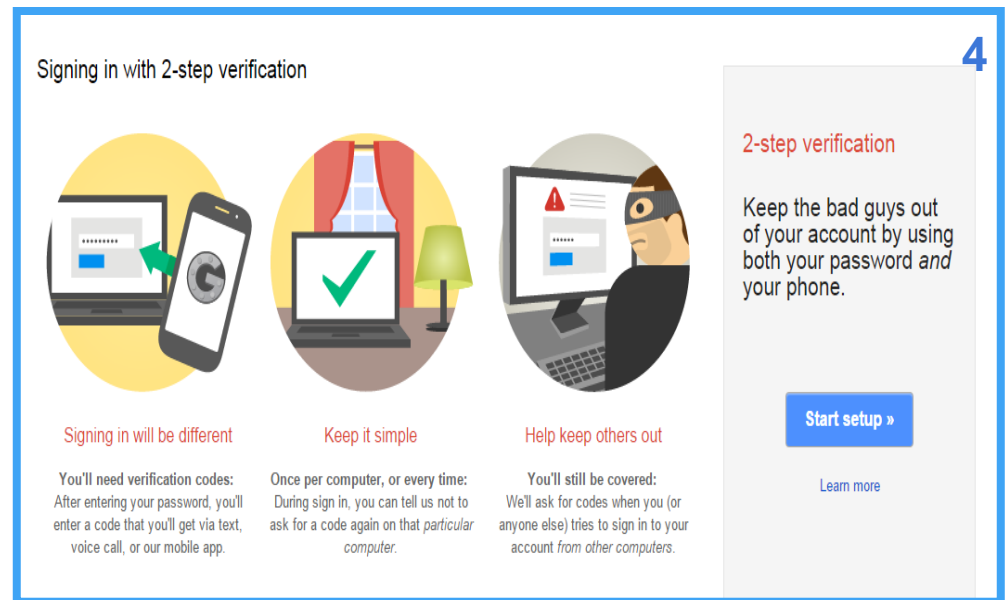 4
Signing in with 2-step verification
Signing in will be different
You'll need verification codes:
After entering your password, you'll
enter a code that you'll get via text,
voice call, or our mobile app.
Keep it simple
Once per computer, or every time:
During sign in, you can tell us not to
ask for a code again on that particular
computer.
Help keep others out
You'll still be covered:
We'll ask for codes when you (or
anyone else) tries to sign in to your
account from other computers.
2-step verification
Keep the bad guys out
of your account by using
both your password and
your phone.
Start setup »
Learn more